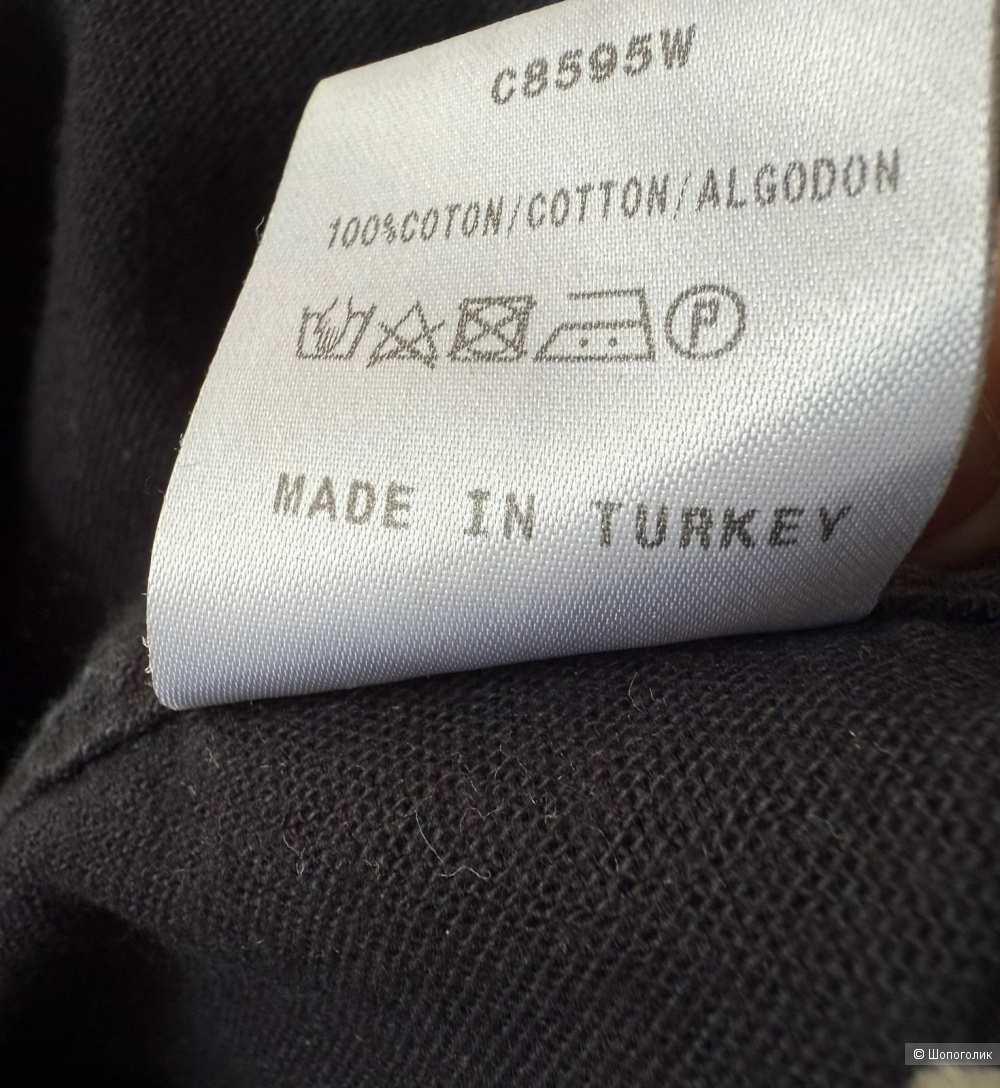 C8595W
100%COTON/COTTON/ALGODON
P
MADE IN TURKEY
© Шопоголик